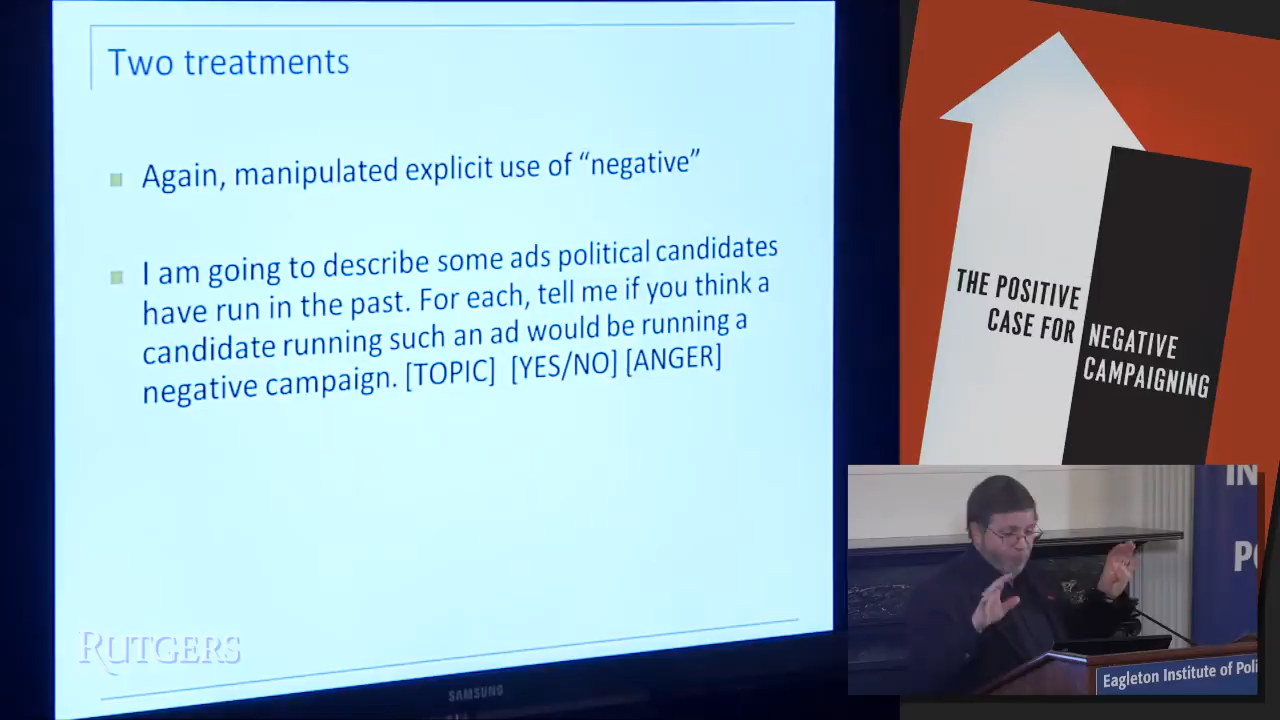 Two treatments
Again, manipulated explicit use of “negative”
I am going to describe some ads political candidates
have run in the past. For each, tell me if you think a
candidate running such an ad would be running a
negative campaign. [TOPIC] [YES/NO] [ANGER]
RUTGERS
SAMSUNG
THE POSITIVE
CASE FOR
NEGATIVE
CAMPAIGNING
IN
PO
Eagleton Institute of Poli